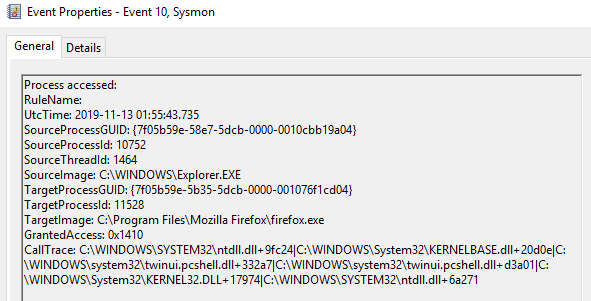 Event Properties - Event 10, Sysmon
General Details
Process accessed:
RuleName:
UtcTime: 2019-11-13 01:55:43.735
SourceProcessGUID: {7f05b59e-58e7-5dcb-0000-0010cbb19a04}
SourceProcessId: 10752
SourceThreadId: 1464
SourceImage: C:\WINDOWS\Explorer.EXE
TargetProcessGUID: {7f05b59e-5b35-5dcb-0000-001076f1cd04}
TargetProcessId: 11528
TargetImage: C:\Program Files\Mozilla Firefox\firefox.exe
GrantedAccess: 0x1410
CallTrace: C:\WINDOWS\SYSTEM32\ntdll.dll+9fc24|C:\WINDOWS\System32\KERNELBASE.dll+20d0e|C:
\WINDOWS\system32\twinui.pcshell.dll+332a7|C:\WINDOWS\system32\twinui.pcshell.dll+d3a01|C:
\WINDOWS\System32\KERNEL32.DLL+17974|C:\WINDOWS\SYSTEM32\ntdll.dll+6a271